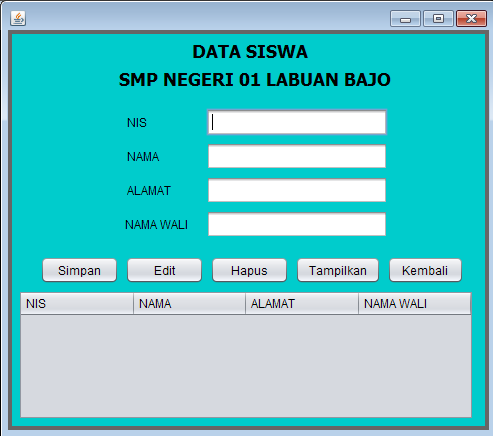 DATA SISWA
SMP NEGERI 01 LABUAN BAJO
NIS
NAMA
ALAMAT
NAMA WALI
Simpan Edit Hapus Tampilkan Kembali
NIS NAMA ALAMAT NAMA WALI